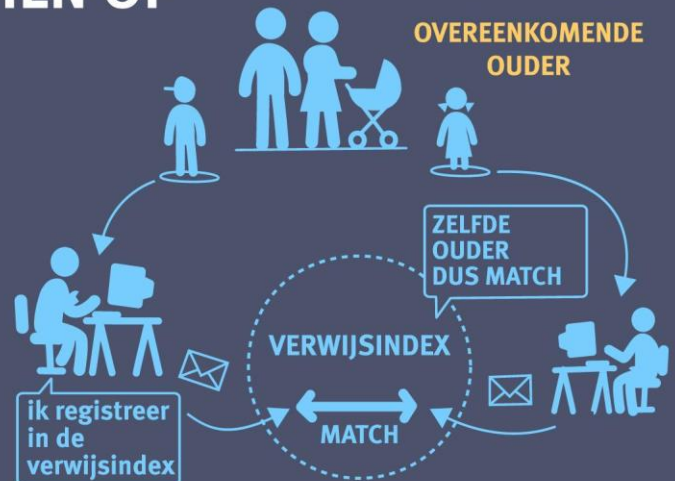 OVEREENKOMENDE
OUDER
ZELFDE
OUDER
DUS MATCH
VERWIJSINDEX
MATCH
ik registreer
in de
verwijsindex